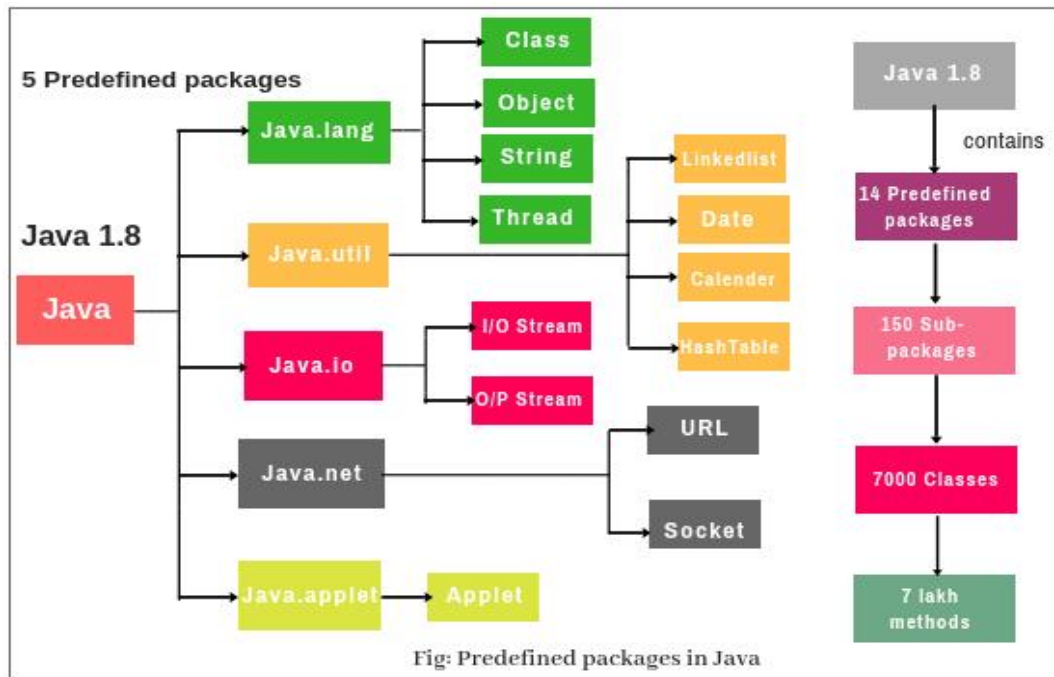 5 Predefined packages
Java 1.8
Java
Java.lang
Class
Object
String
Thread
Java.util
Linkedlist
Date
Calender
HashTable
Java.io
I/O Stream
O/P Stream
Java.net
URL
Socket
Java.applet
Applet
Java 1.8
contains
14 Predefined
packages
150 Sub-
packages
7000 Classes
7 lakh
methods
Fig: Predefined packages in Java